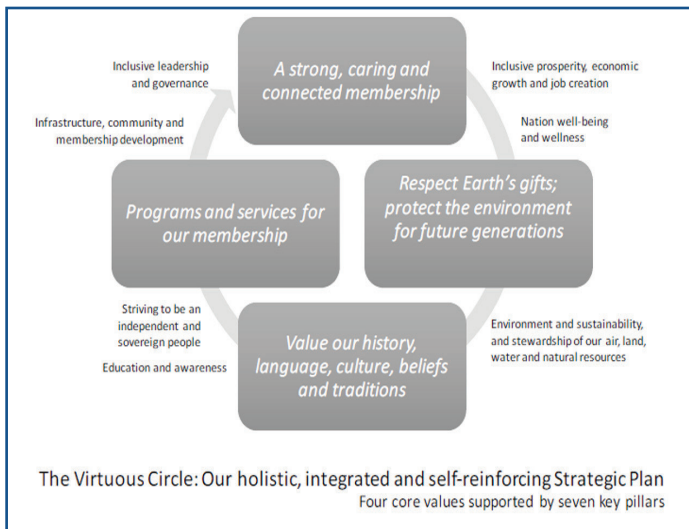 A strong, caring and
connected membership
Inclusive prosperity, economic
growth and job creation
Nation well-being
and wellness
Respect Earth's gifts;
protect the environment
for future generations
Environment and sustainability,
and stewardship of our air, land,
water and natural resources
Value our history,
language, culture, beliefs
and traditions
Striving to be an
independent and
sovereign people
Education and awareness
Programs and services for
our membership
Infrastructure, community and
membership development
Inclusive leadership
and governance
The Virtuous Circle: Our holistic, integrated and self-reinforcing Strategic Plan
Four core values supported by seven key pillars